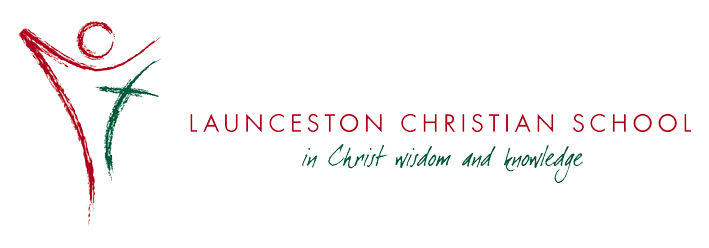 LAUNCESTON CHRISTIAN SCHOOL
in Christ wisdom and knowledge